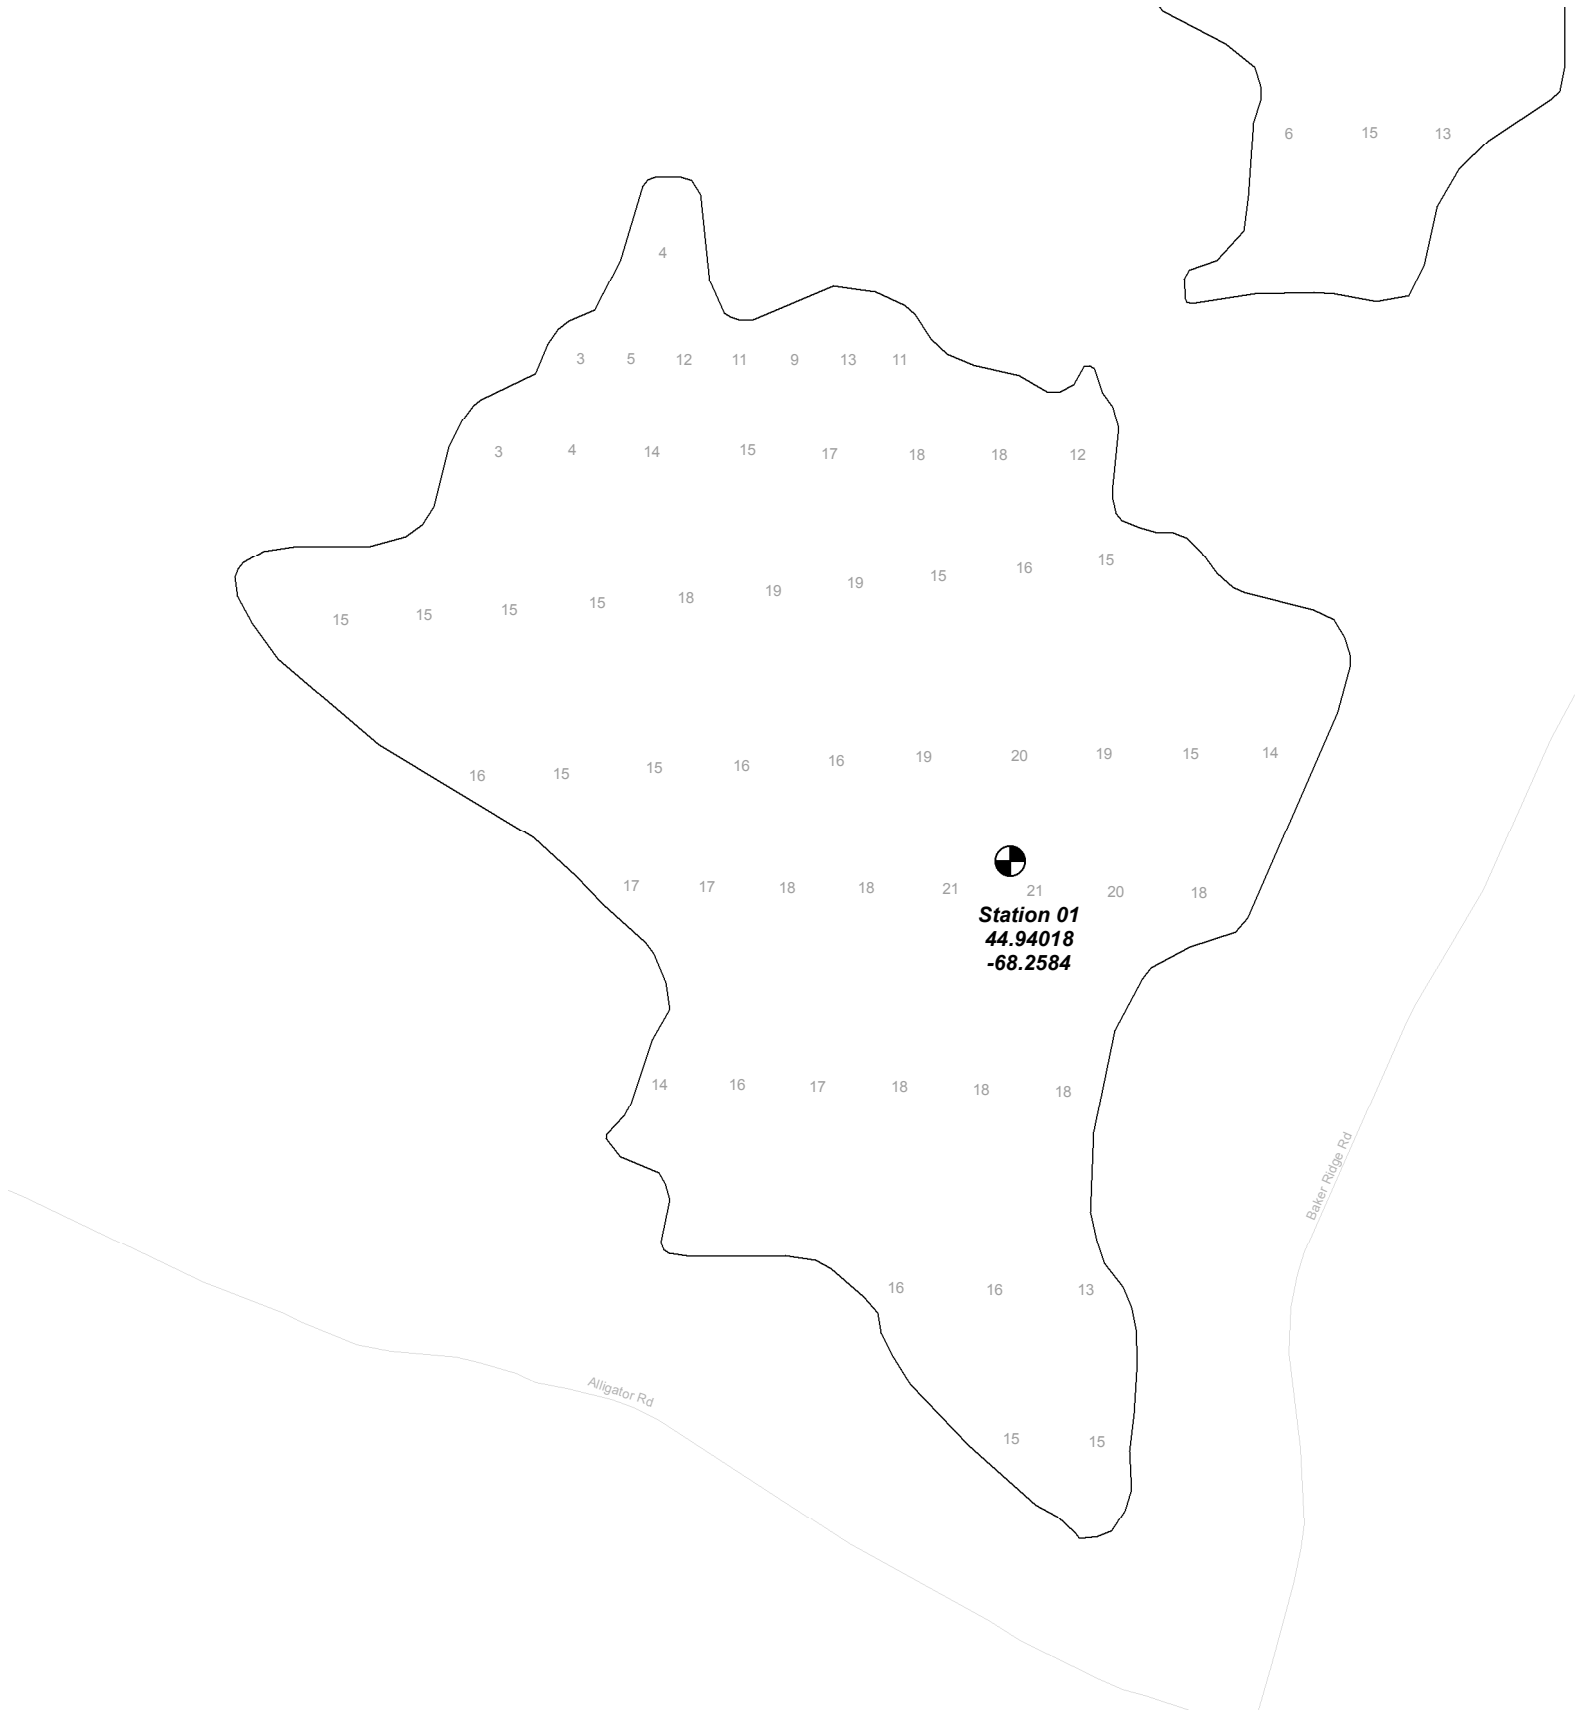 6 15 13
4
3 5 12 11 9 13 11
3 4 14 15 17 18 18 12
15 15 15 15 18 19 19 15 16 15
16 15 15 16 16 19 20 19 15 14
17 17 18 18 21 21 20 18
Station 01
44.94018
-68.2584
14 16 17 18 18 18
Baker Ridge Rd
16 16 13
Alligator Rd
15 15